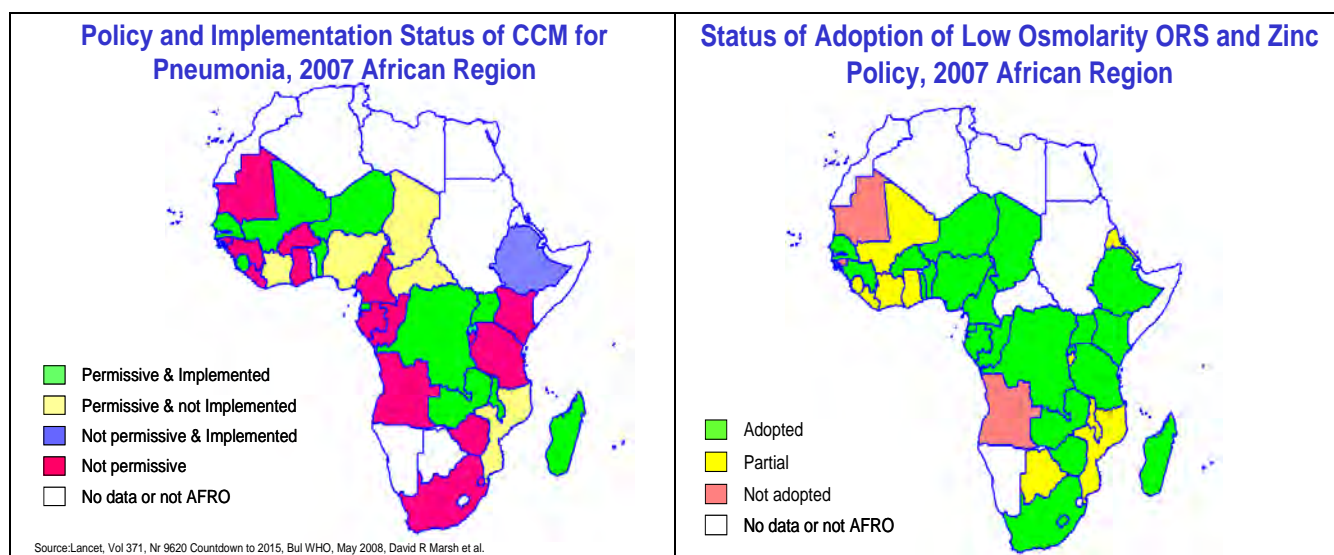 Policy and Implementation Status of CCM for
Pneumonia, 2007 African Region
Permissive & Implemented
Permissive & not Implemented
Not permissive & Implemented
Not permissive
No data or not AFRO
Source:Lancet, Vol 371, Nr 9620 Countdown to 2015, Bul WHO, May 2008, David R Marsh et al.
Status of Adoption of Low Osmolarity ORS and Zinc
Policy, 2007 African Region
Adopted
Partial
Not adopted
No data or not AFRO